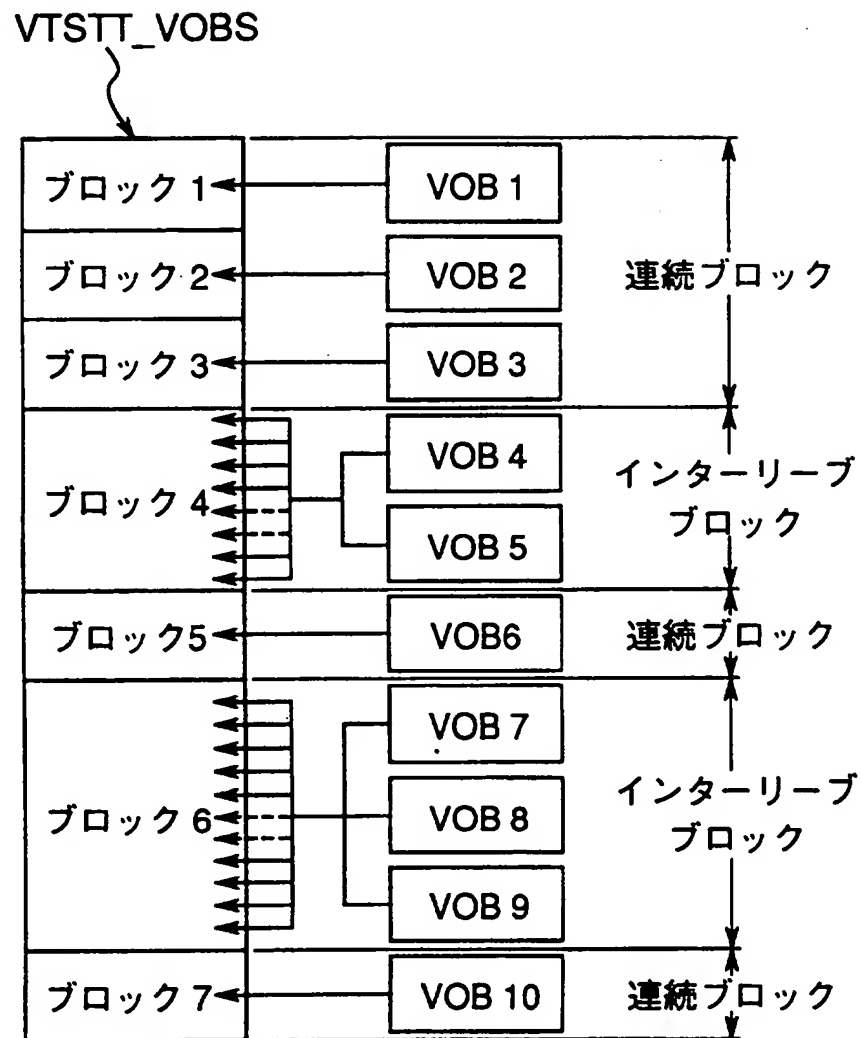 VTSTT_VOBS
ブロック 1
VOB 1
ブロック 2
VOB 2
連続ブロック
ブロック 3
VOB 3
VOB 4
インターリーブ
ブロック
ブロック 4
VOB 5
ブロック5
VOB6
連続ブロック
VOB 7
インターリーブ
ブロック
ブロック 6
VOB 8
VOB 9
ブロック 7
VOB 10
連続ブロック